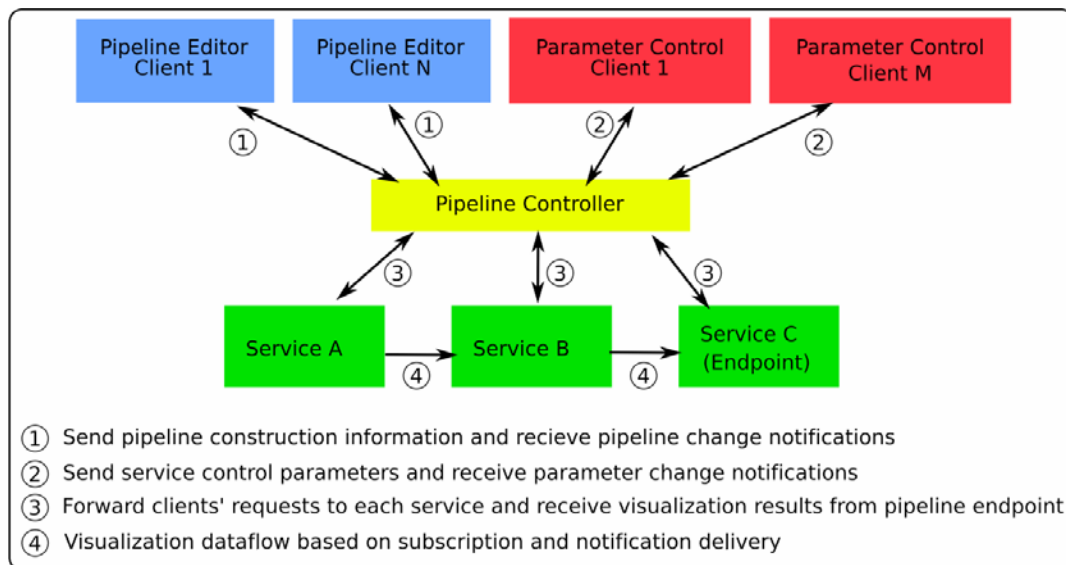 Pipeline Editor
Client 1
Pipeline Editor
Client N
Parameter Control
Client 1
Parameter Control
Client M
1
1
2
2
Pipeline Controller
3
3
3
Service A
Service B
Service C
(Endpoint)
4
4
1 Send pipeline construction information and recieve pipeline change notifications
2 Send service control parameters and receive parameter change notifications
3 Forward clients' requests to each service and receive visualization results from pipeline endpoint
4 Visualization dataflow based on subscription and notification delivery